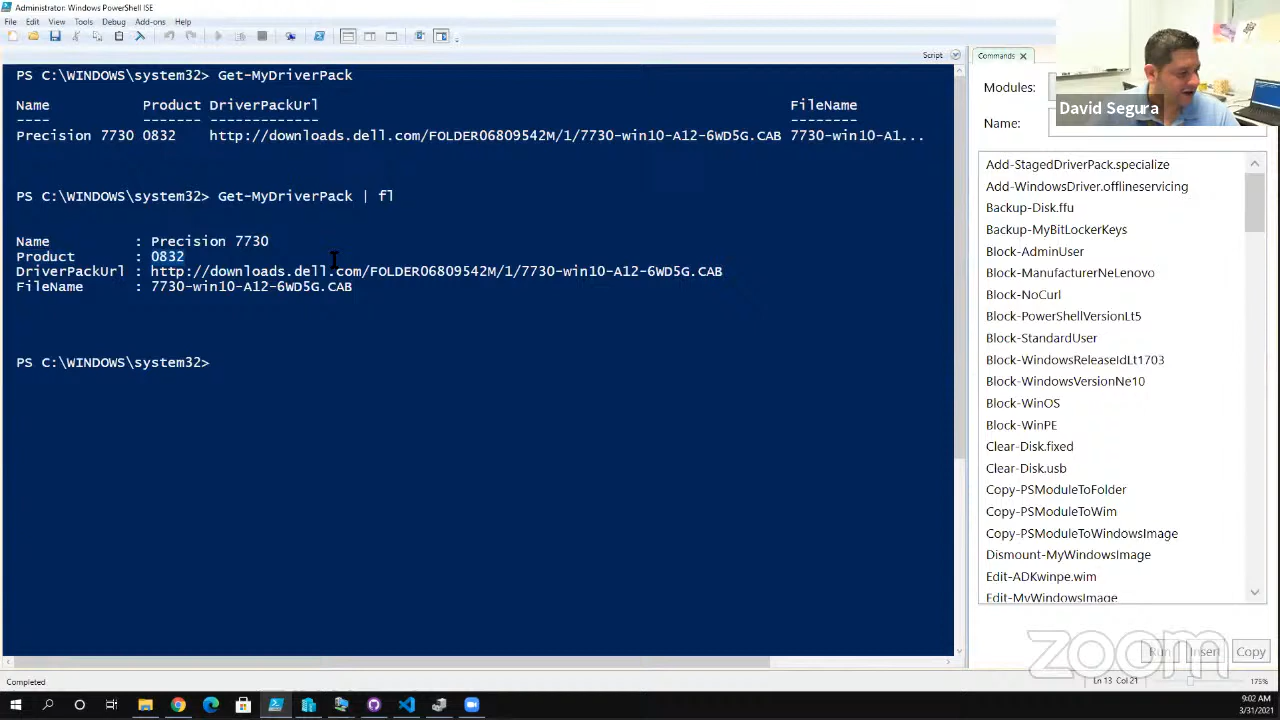 Administrator: Windows PowerShell ISE
File Edit View Tools Debug Add-ons Help
Script
PS C:\WINDOWS\system32> Get-MyDriverPack
Name Product DriverPackUrl FileName
---- ------- ------------- --------
Precision 7730 0832 http://downloads.dell.com/FOLDER06809542M/1/7730-win10-A12-6WD5G.CAB 7730-win10-A1...
PS C:\WINDOWS\system32> Get-MyDriverPack | fl
Name : Precision 7730
Product : 0832
DriverPackUrl : http://downloads.dell.com/FOLDER06809542M/1/7730-win10-A12-6WD5G.CAB
FileName : 7730-win10-A12-6WD5G.CAB
PS C:\WINDOWS\system32>
Commands
Modules:
David Segura
Name:
Add-StagedDriverPack.specialize
Add-WindowsDriver.offlineservicing
Backup-Disk.ffu
Backup-MyBitLockerKeys
Block-AdminUser
Block-ManufacturerNeLenovo
Block-NoCurl
Block-PowerShellVersionLt5
Block-StandardUser
Block-WindowsReleaseIdLt1703
Block-WindowsVersionNe10
Block-WinOS
Block-WinPE
Clear-Disk.fixed
Clear-Disk.usb
Copy-PSModuleToFolder
Copy-PSModuleToWim
Copy-PSModuleToWindowsImage
Dismount-MyWindowsImage
Edit-ADKwinpe.wim
Edit-MyWindowsImage
zoom
Run Insert Copy
Completed
Ln 13 Col 21 175%
9:02 AM
3/31/2021